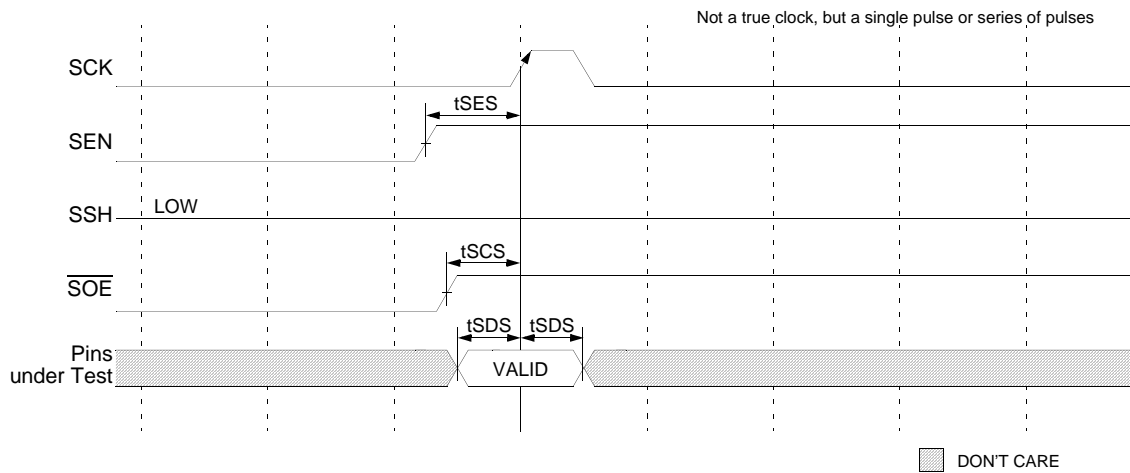 Not a true clock, but a single pulse or series of pulses
SCK
tSES
SEN
SSH
LOW
tSCS
SOE
tSDS
tSDS
Pins
under Test
VALID
DON'T CARE